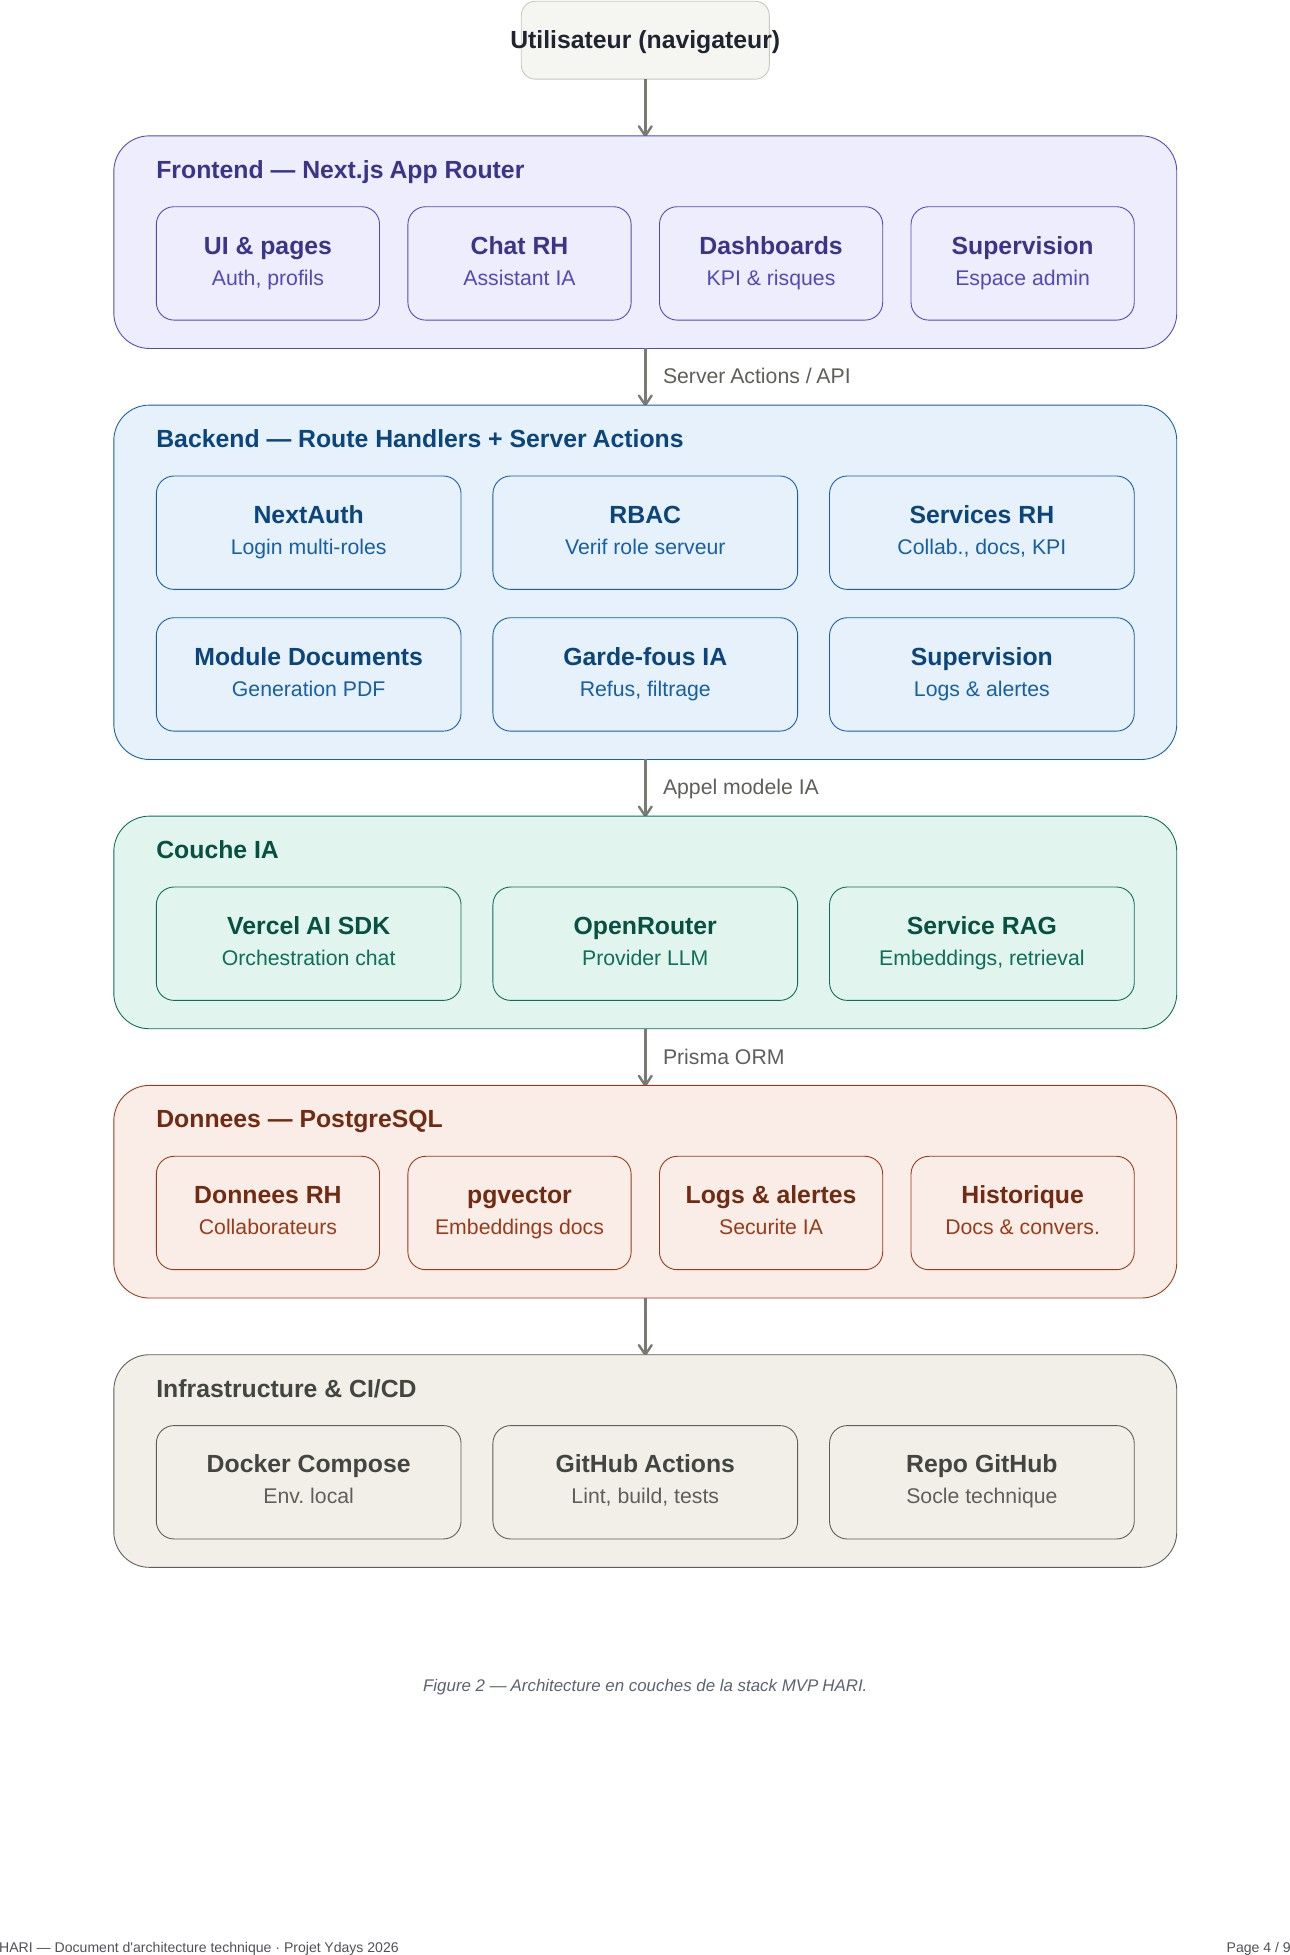 Utilisateur (navigateur)
Frontend — Next.js App Router
UI & pages
Auth, profils
Chat RH
Assistant IA
Dashboards
KPI & risques
Supervision
Espace admin
Server Actions / API
Backend — Route Handlers + Server Actions
NextAuth
Login multi-roles
RBAC
Verif role serveur
Services RH
Collab., docs, KPI
Module Documents
Generation PDF
Garde-fous IA
Refus, filtrage
Supervision
Logs & alertes
Appel modele IA
Couche IA
Vercel AI SDK
Orchestration chat
OpenRouter
Provider LLM
Service RAG
Embeddings, retrieval
Prisma ORM
Donnees — PostgreSQL
Donnees RH
Collaborateurs
pgvector
Embeddings docs
Logs & alertes
Securite IA
Historique
Docs & convers.
Infrastructure & CI/CD
Docker Compose
Env. local
GitHub Actions
Lint, build, tests
Repo GitHub
Socle technique
Figure 2 — Architecture en couches de la stack MVP HARI.
HARI — Document d'architecture technique · Projet Ydays 2026
Page 4 / 9